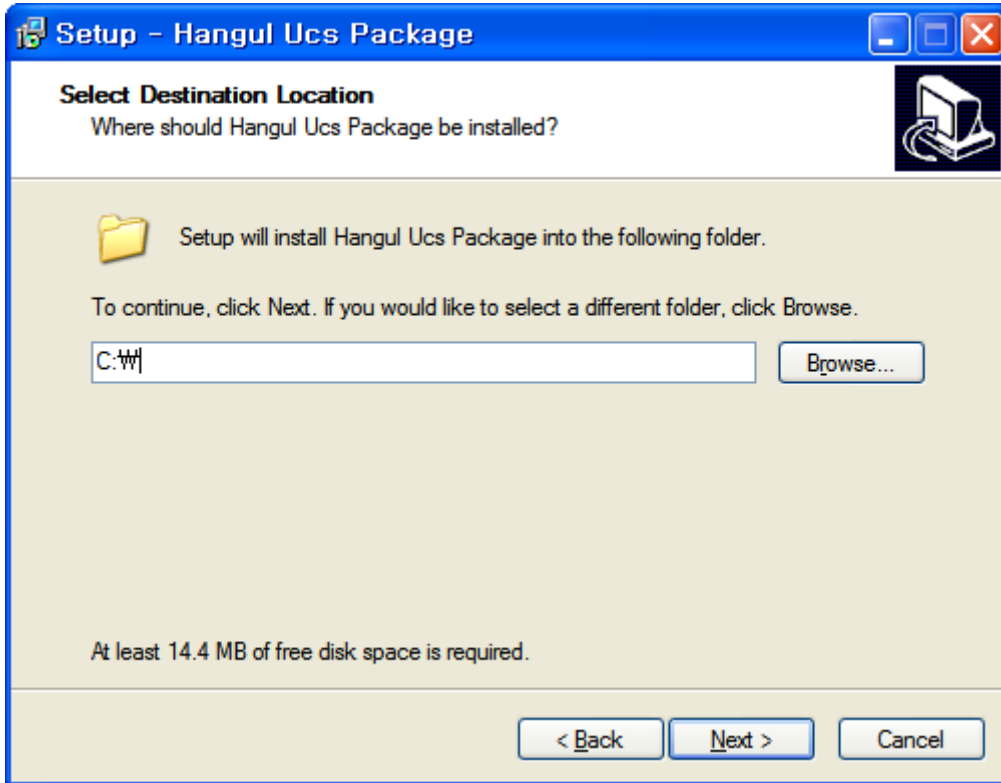 Setup - Hangul Ucs Package
Select Destination Location
Where should Hangul Ucs Package be installed?
Setup will install Hangul Ucs Package into the following folder.
To continue, click Next. If you would like to select a different folder, click Browse.
C:₩
Browse...
At least 14.4 MB of free disk space is required.
< Back
Next >
Cancel